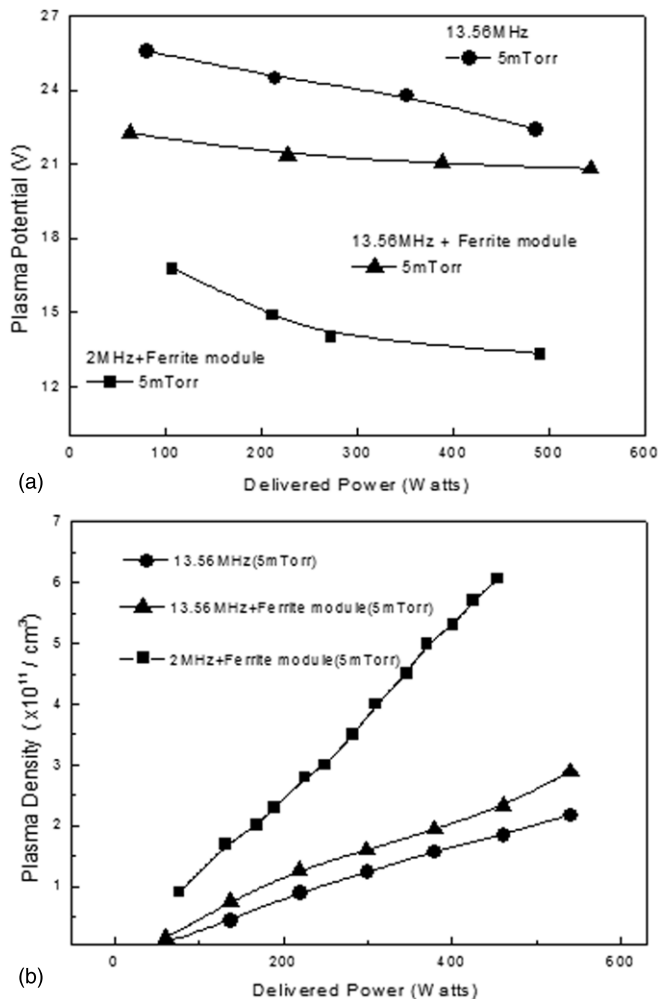 27
24
21
18
15
12
Plasma Potential (V)
13.56MHz
5mTorr
13.56MHz + Ferrite module
5mTorr
2MHz+Ferrite module
5mTorr
0 100 200 300 400 500 600
Delivered Power (Watts)
(a)
7
6
5
4
3
2
1
Plasma Density (x10¹¹ / cm³)
13.56MHz(5mTorr)
13.56MHz+Ferrite module(5mTorr)
2MHz+Ferrite module(5mTorr)
0 200 400 600
Delivered Power (Watts)
(b)